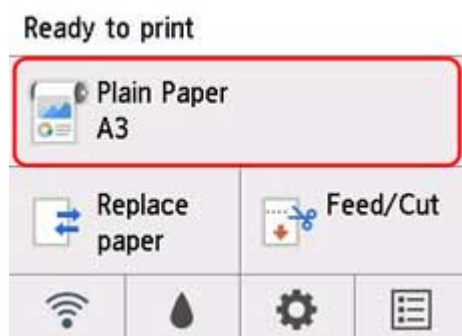 Ready to print
Plain Paper
A3
Replace
paper
Feed/Cut